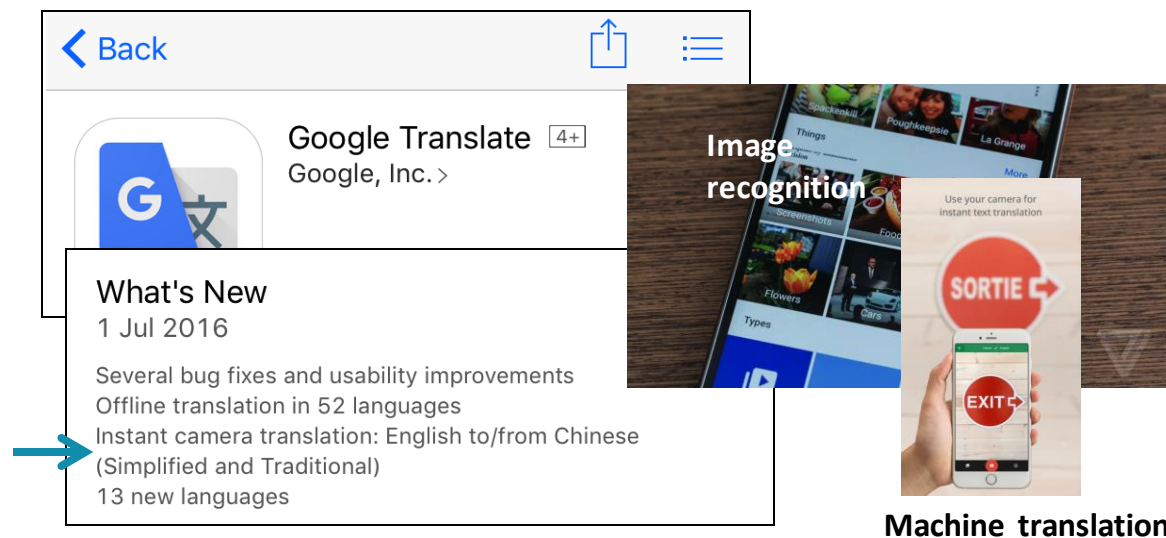 Back
Google Translate 4+
Google, Inc. >
G 文
What's New
1 Jul 2016
Several bug fixes and usability improvements
Offline translation in 52 languages
Instant camera translation: English to/from Chinese
(Simplified and Traditional)
13 new languages
Spackenkill
Poughkeepsie
La Grange
Things
More
Image
recognition
Screenshots
Food
Flowers
Cars
Types
Use your camera for
instant text translation
SORTIE
EXIT
Machine translation